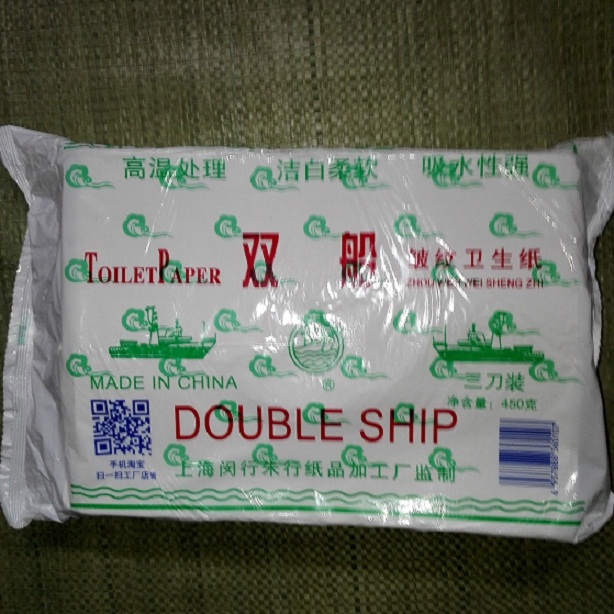 高温处理 洁白柔软 吸水性强
TOILET PAPER 双船 皱纹卫生纸
ZHOU WEN WEI SHENG ZHI
®
MADE IN CHINA 三刀装
净含量：450克
DOUBLE SHIP
手机淘宝
扫一扫工厂店铺
上海闵行朱行纸品加工厂监制